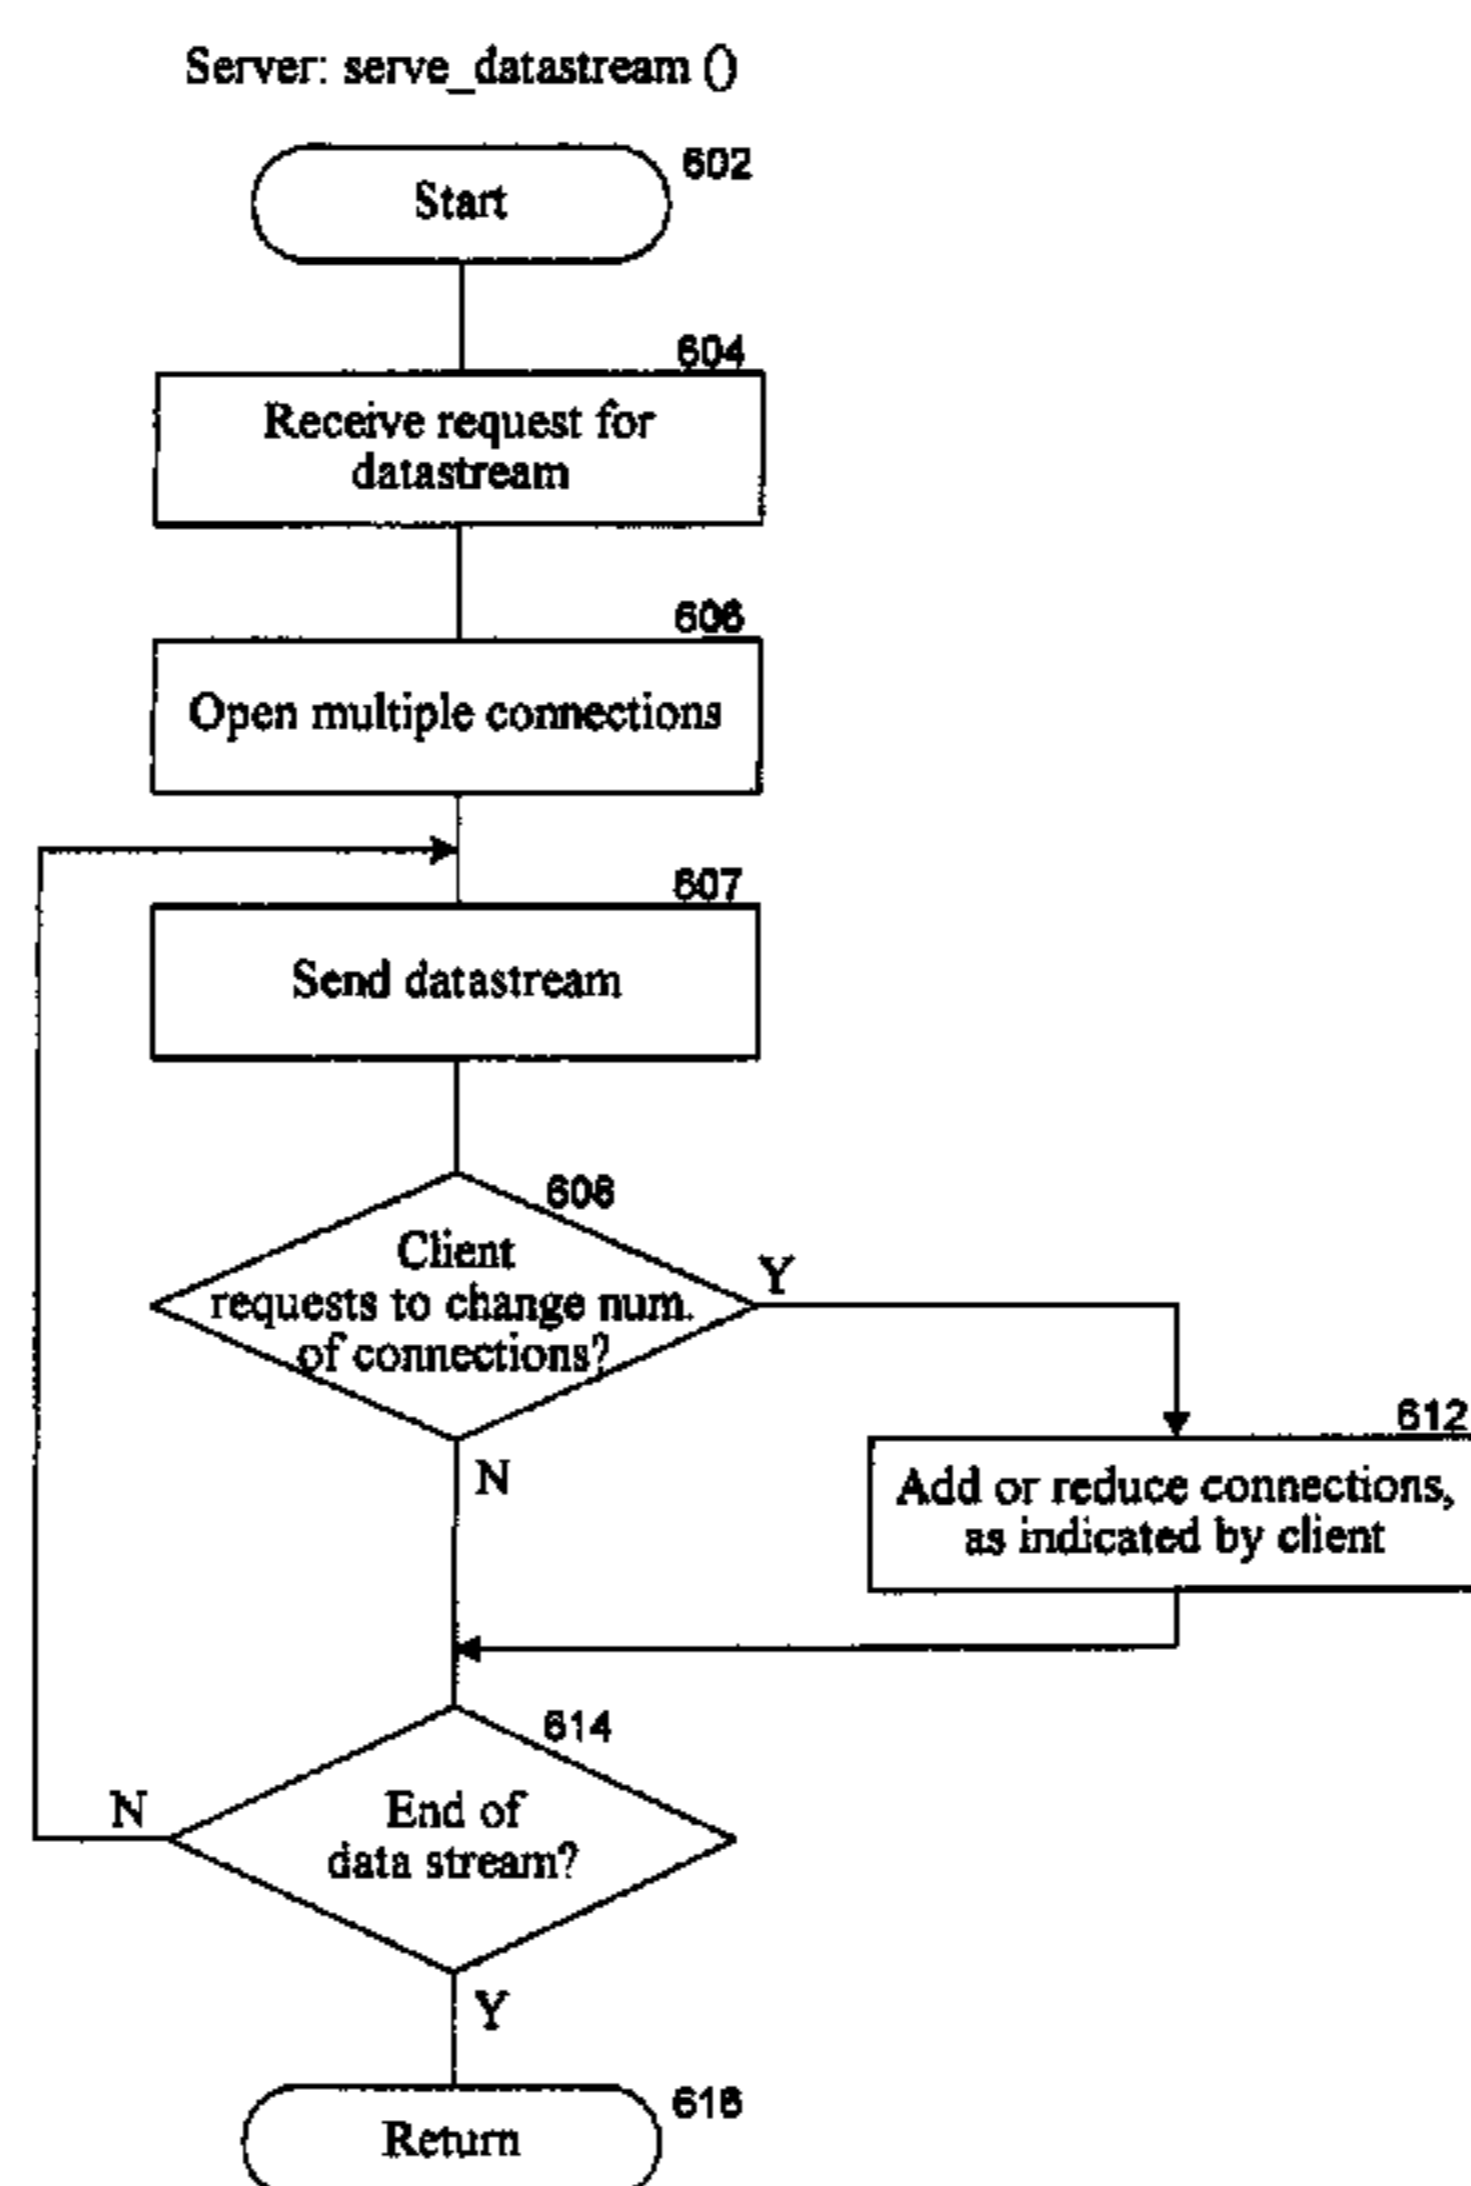 Server: serve_datastream ()
602
Start
604
Receive request for
datastream
606
Open multiple connections
607
Send datastream
608
Client
requests to change num.
of connections?
Y
N
612
Add or reduce connections,
as indicated by client
614
End of
data stream?
N
Y
616
Return